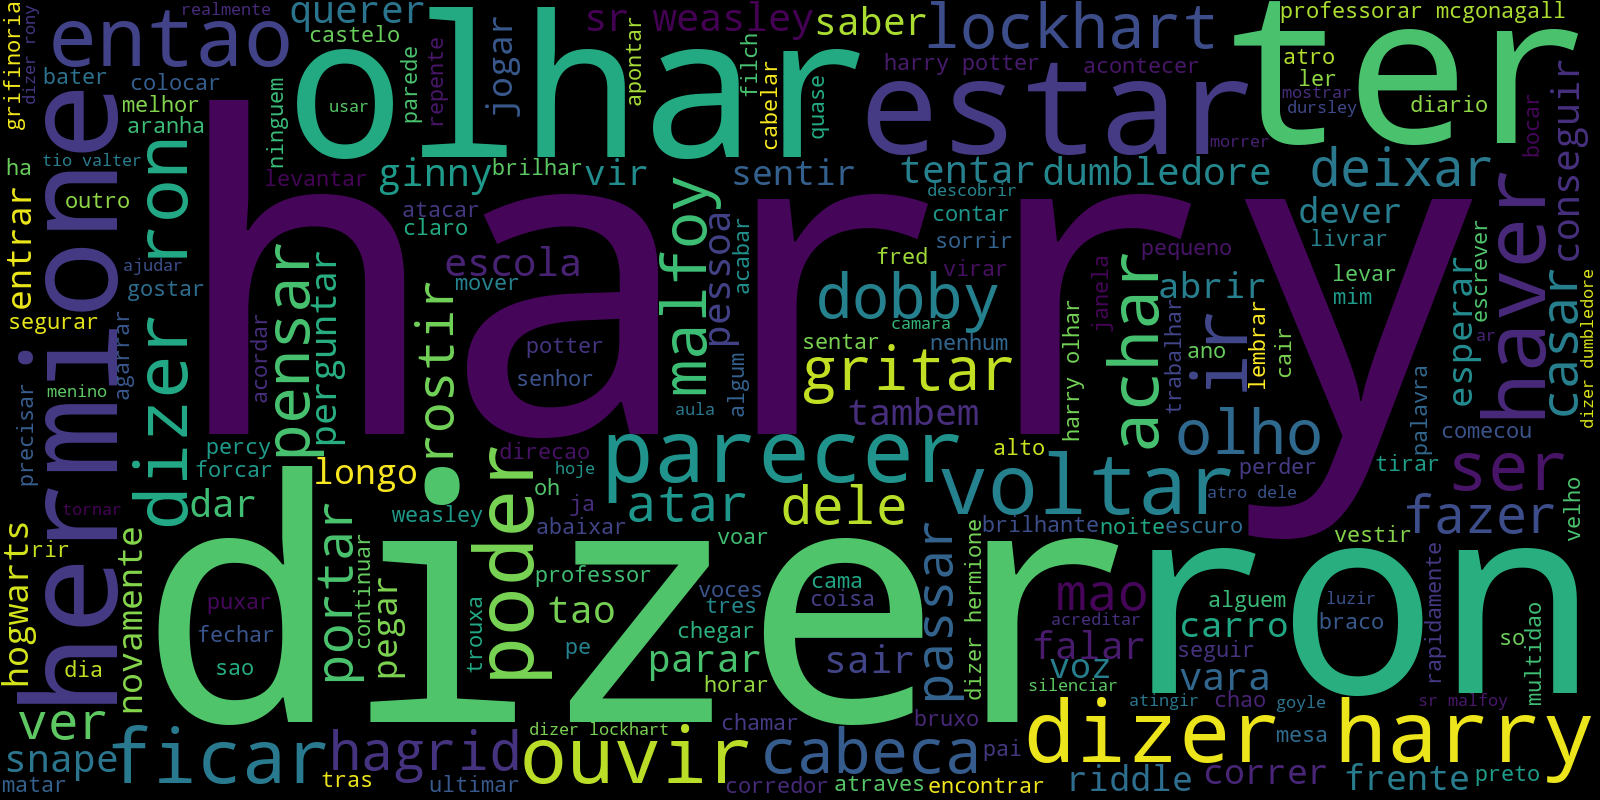 harry
dizer
ron
olhar
ter
hermione
estar
dizer harry
dizer ron
haver
parecer
voltar
poder
ficar
ouvir
cabeca
entao
lockhart
ir
ser
olho
achar
malfoy
pensar
rostir
portar
gritar
dobby
dele
passar
mao
fazer
casar
deixar
hagrid
ver
snape
hogwarts
novamente
dar
pegar
longo
atar
tao
parar
sair
falar
voz
vara
carro
riddle
correr
frente
tambem
escola
pessoa
ginny
vir
sentir
tentar
dumbledore
dever
livrar
abrir
esperar
conseguir
saber
sr weasley
querer
jogar
perguntar
sentrar
professorar mcgonagall
realmente
castelo
grifinoria
dizer rony
bater
colocar
melhor
aranha
ninguem
usar
parede
repente
apontar
filch
cabelar
quase
harry potter
acontecer
atro
ler
mostrar
dursley
diario
morrer
bocar
ha
tio valter
outro
levantar
brilhar
atacar
claro
descobrir
contar
sorrir
pequeno
ajudar
gostar
mover
acabar
fred
virar
janela
levar
mim
escrever
segurar
agarrar
acordar
potter
senhor
camara
sentar
nenhum
harry olhar
trabalhar
ano
lembrar
cair
ar
dizer dumbledore
menino
precisar
aula
algum
palavra
comecou
percy
forcar
direcao
hoje
oh
ja
abaixar
alto
perder
tirar
atro dele
tornar
weasley
brilhante
noite
escuro
velho
vestir
rir
continuar
voar
professor
voces
tres
cama
coisa
dizer hermione
acreditar
alguem
luzir
braco
so
multidao
rapidamente
puxar
fechar
sao
dia
trouxa
pe
chegar
horar
seguir
silenciar
atingir
chao
goyle
sr malfoy
dizer lockhart
chamar
bruxo
pai
mesa
preto
matar
tras
ultimar
corredor
atraves
encontrar